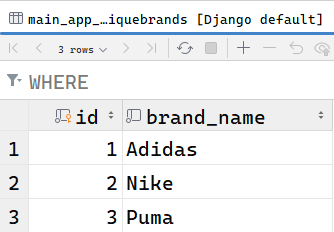 main_app_…iquebrands [Django default]
3 rows
WHERE
id brand_name
1 1 Adidas
2 2 Nike
3 3 Puma